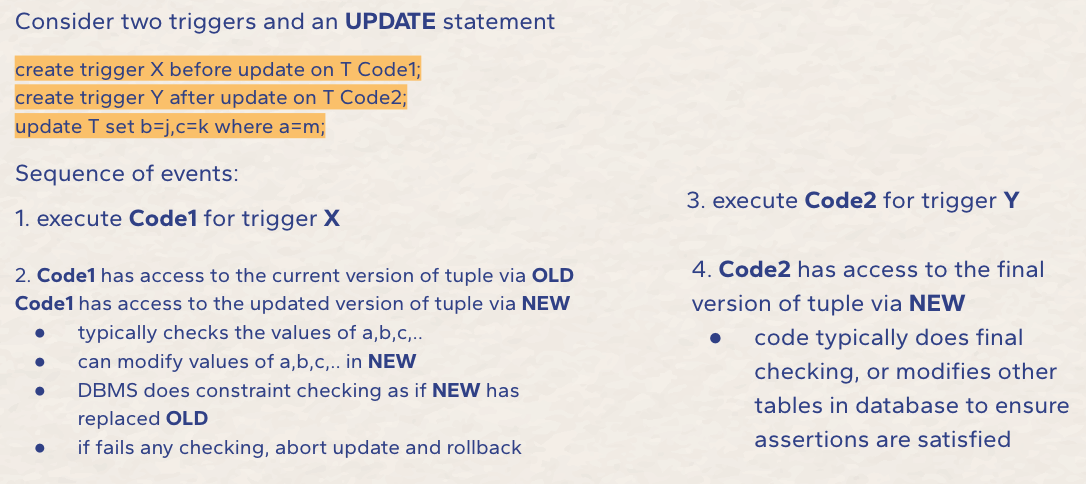 Consider two triggers and an UPDATE statement
create trigger X before update on T Code1;
create trigger Y after update on T Code2;
update T set b=j,c=k where a=m;
Sequence of events:
1. execute Code1 for trigger X
2. Code1 has access to the current version of tuple via OLD
Code1 has access to the updated version of tuple via NEW
● typically checks the values of a,b,c,..
● can modify values of a,b,c,.. in NEW
● DBMS does constraint checking as if NEW has
replaced OLD
● if fails any checking, abort update and rollback
3. execute Code2 for trigger Y
4. Code2 has access to the final
version of tuple via NEW
● code typically does final
checking, or modifies other
tables in database to ensure
assertions are satisfied